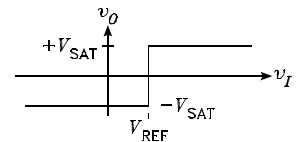 v_O
+V_SAT
v_I
−V_SAT
V_REF